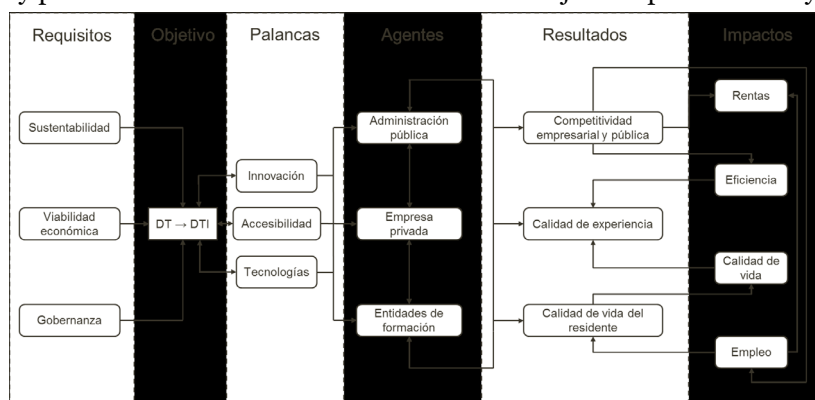 Requisitos
Objetivo
Palancas
Agentes
Resultados
Impactos
Sustentabilidad
Viabilidad
económica
Gobernanza
DT → DTI
Innovación
Accesibilidad
Tecnologías
Administración
pública
Empresa
privada
Entidades de
formación
Competitividad
empresarial y pública
Calidad de experiencia
Calidad de vida del
residente
Rentas
Eficiencia
Calidad de
vida
Empleo